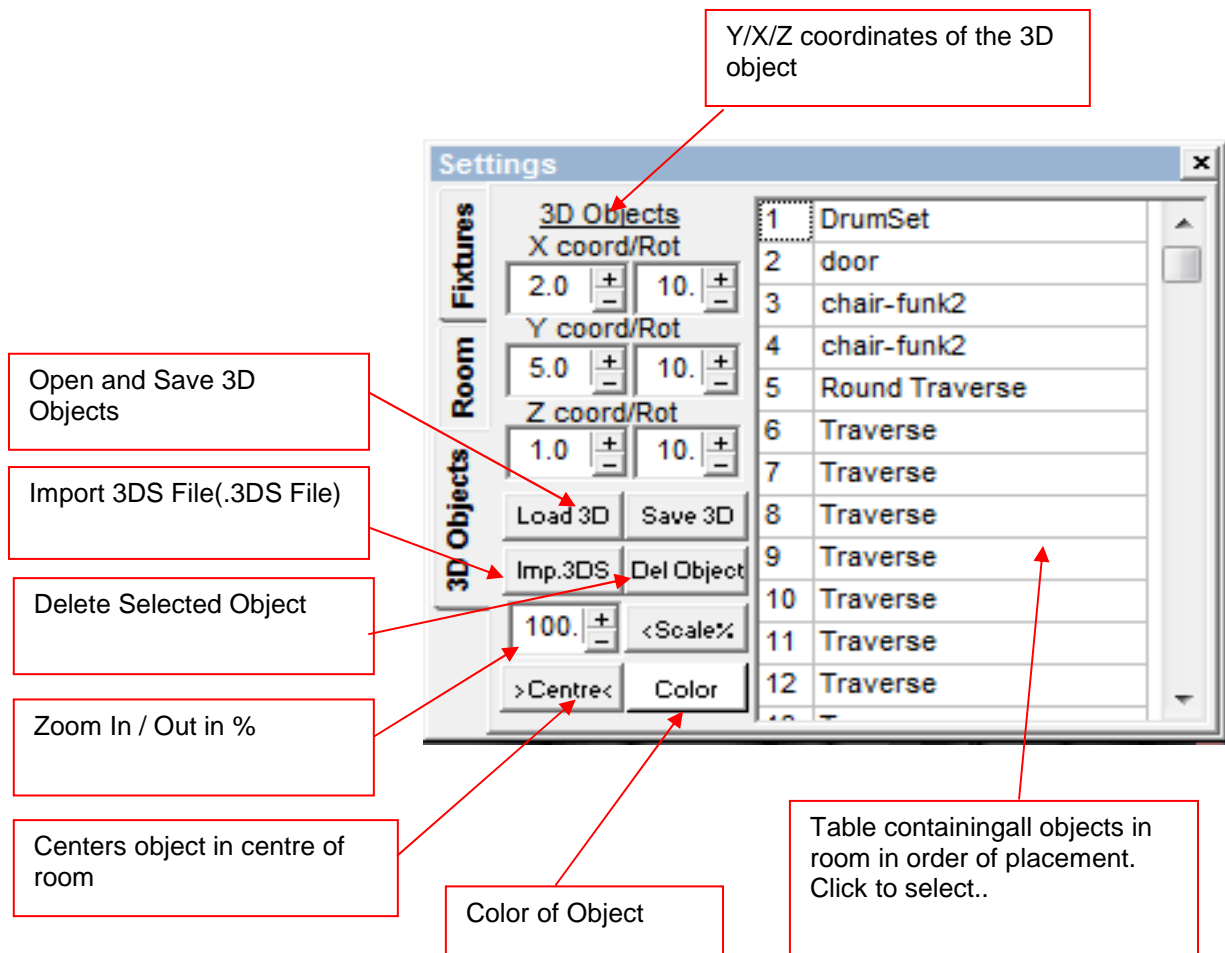 Y/X/Z coordinates of the 3D
object
Settings
Fixtures
Room
3D Objects
3D Objects
X coord/Rot
2.0 + - 10. + -
Y coord/Rot
5.0 + - 10. + -
Z coord/Rot
1.0 + - 10. + -
Load 3D Save 3D
Imp.3DS Del Object
100. + - <Scale%
>Centre< Color
1 DrumSet
2 door
3 chair-funk2
4 chair-funk2
5 Round Traverse
6 Traverse
7 Traverse
8 Traverse
9 Traverse
10 Traverse
11 Traverse
12 Traverse
Open and Save 3D
Objects
Import 3DS File(.3DS File)
Delete Selected Object
Zoom In / Out in %
Centers object in centre of
room
Color of Object
Table containingall objects in
room in order of placement.
Click to select..